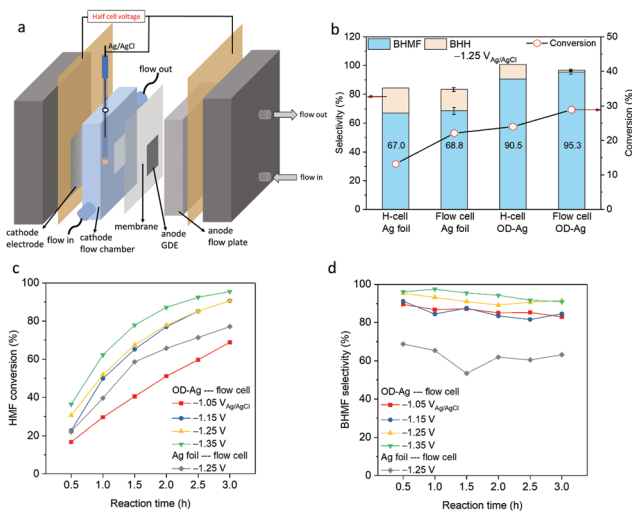 a
Half cell voltage
Ag/AgCl
flow out
flow out
flow in
cathode
electrode
flow in
cathode
flow chamber
membrane
anode
GDE
anode
flow plate
b
BHMF
BHH
Conversion
−1.25 V_Ag/AgCl
Selectivity (%)
Conversion (%)
120
100
80
60
40
20
0
50
40
30
20
10
0
67.0
68.8
90.5
95.3
H-cell
Ag foil
Flow cell
Ag foil
H-cell
OD-Ag
Flow cell
OD-Ag
c
HMF conversion (%)
100
80
60
40
20
0
OD-Ag --- flow cell
−1.05 V_Ag/AgCl
−1.15 V
−1.25 V
−1.35 V
Ag foil --- flow cell
−1.25 V
0.5 1.0 1.5 2.0 2.5 3.0
Reaction time (h)
d
BHMF selectivity (%)
100
80
60
40
20
0
OD-Ag --- flow cell
−1.05 V_Ag/AgCl
−1.15 V
−1.25 V
−1.35 V
Ag foil --- flow cell
−1.25 V
0.5 1.0 1.5 2.0 2.5 3.0
Reaction time (h)